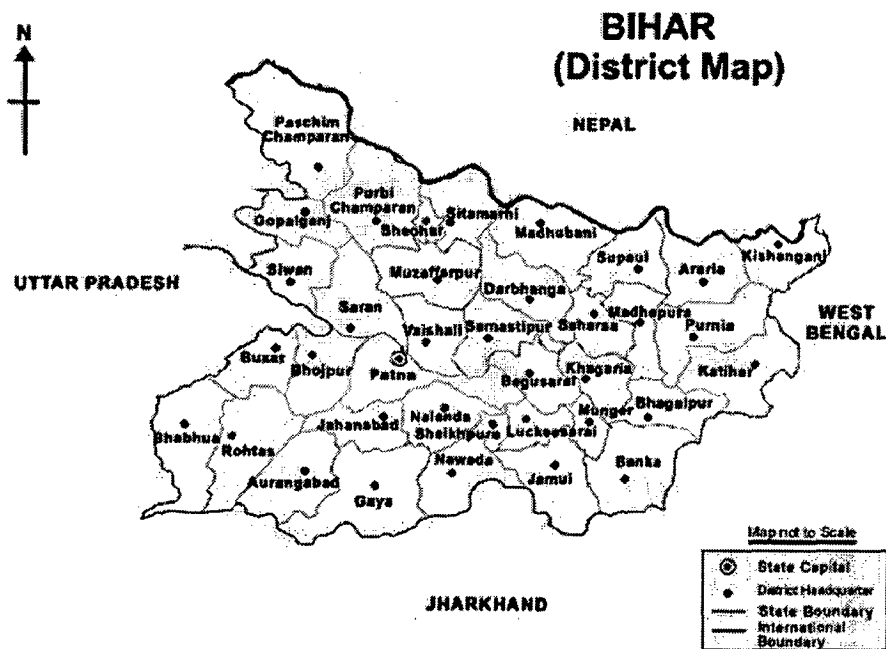 N
BIHAR
(District Map)
NEPAL
Paschim
Champaran
Purbi
Champaran
Gopalganj
Sheohar
Sitamarhi
Madhubani
Kishanganj
Supaul
Araria
UTTAR PRADESH
Siwan
Muzaffarpur
Darbhanga
Saran
Vaishali
Samastipur
Saharsa
Madhepura
Purnia
WEST
BENGAL
Buxar
Bhojpur
Patna
Begusarai
Khagaria
Katihar
Bhabhua
Rohtas
Jahanabad
Nalanda
Sheikhpura
Luckeesarai
Munger
Bhagalpur
Aurangabad
Gaya
Nawada
Jamui
Banka
JHARKHAND
Map not to Scale
State Capital
District Headquarter
State Boundary
International
Boundary